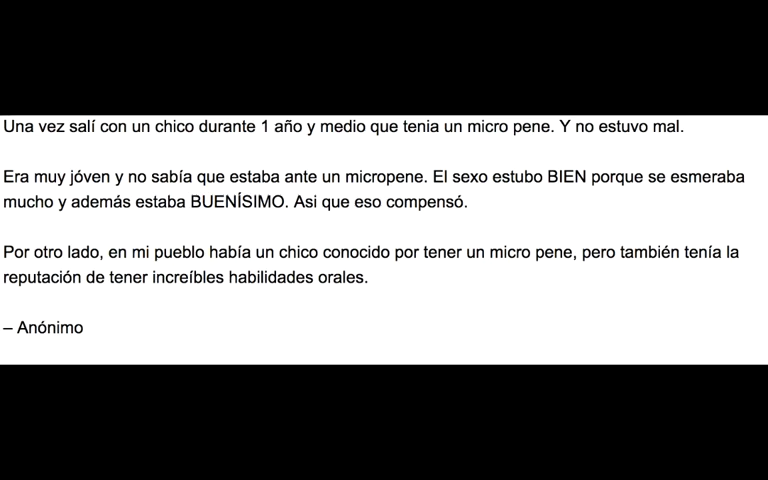 Una vez salí con un chico durante 1 año y medio que tenia un micro pene. Y no estuvo mal.
Era muy jóven y no sabía que estaba ante un micropene. El sexo estubo BIEN porque se esmeraba
mucho y además estaba BUENÍSIMO. Asi que eso compensó.
Por otro lado, en mi pueblo había un chico conocido por tener un micro pene, pero también tenía la
reputación de tener increíbles habilidades orales.
– Anónimo